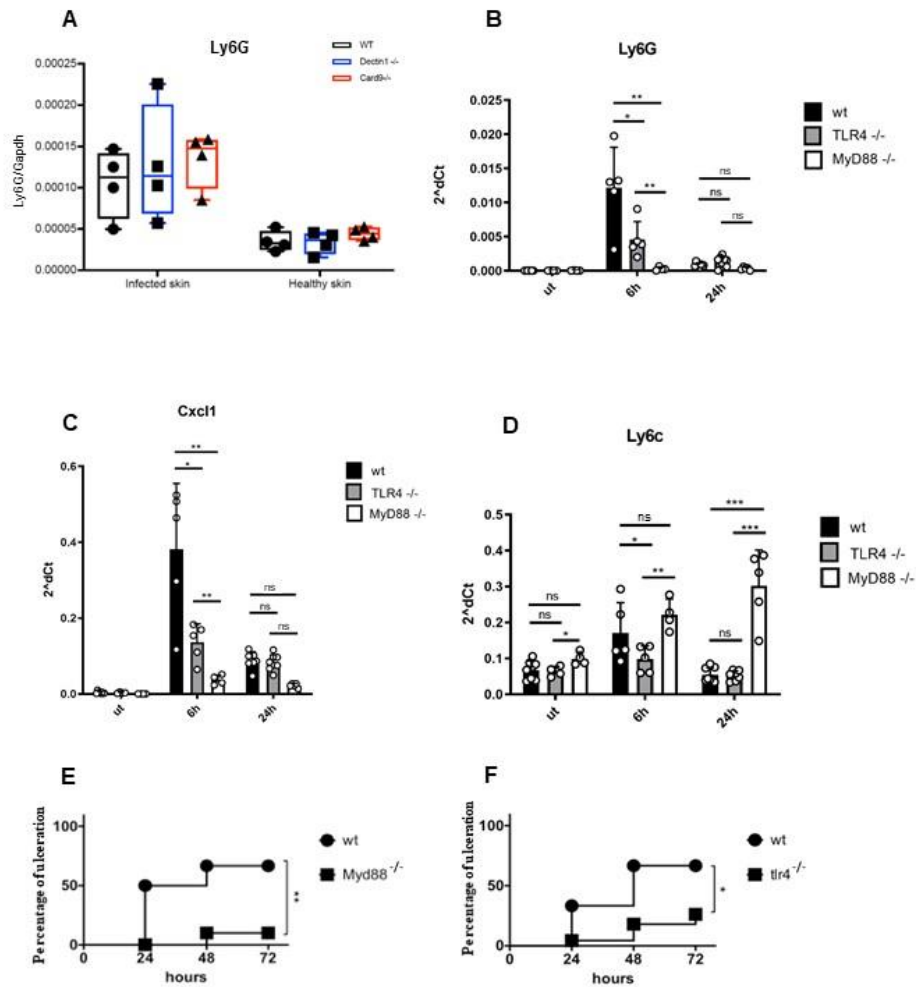 A
Ly6G
WT
Dectin1 -/-
Card9-/-
Ly6G/Gapdh
0.00025
0.00020
0.00015
0.00010
0.00005
0.00000
Infected skin
Healthy skin
B
Ly6G
wt
TLR4 -/-
MyD88 -/-
2^dCt
0.025
0.020
0.015
0.010
0.005
0.000
**
*
**
ns
ns
ns
ut
6h
24h
C
Cxcl1
wt
TLR4 -/-
MyD88 -/-
2^dCt
0.6
0.4
0.2
0.0
**
*
**
ns
ns
ns
ut
6h
24h
D
Ly6c
wt
TLR4 -/-
MyD88 -/-
2^dCt
0.5
0.4
0.3
0.2
0.1
0.0
ns
ns
*
ns
*
**
***
***
ns
ut
6h
24h
E
Percentage of ulceration
100
50
0
0 24 48 72
hours
wt
Myd88-/-
**
F
Percentage of ulceration
100
50
0
0 24 48 72
hours
wt
tlr4-/-
*